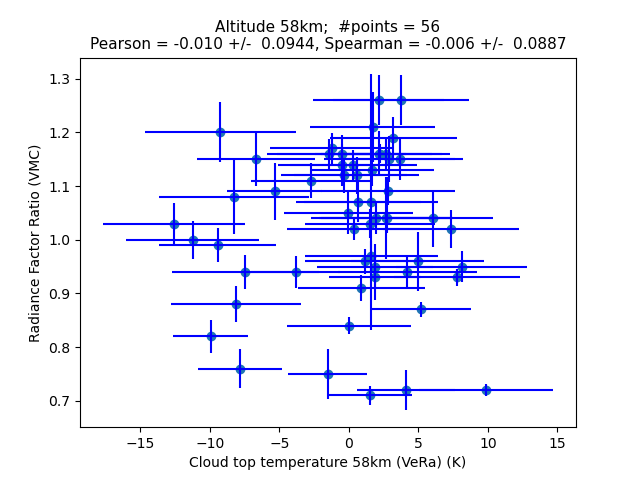 Altitude 58km;  #points = 56
Pearson = -0.010 +/-  0.0944, Spearman = -0.006 +/-  0.0887
Radiance Factor Ratio (VMC)
1.3
1.2
1.1
1.0
0.9
0.8
0.7
−15 −10 −5 0 5 10 15
Cloud top temperature 58km (VeRa) (K)